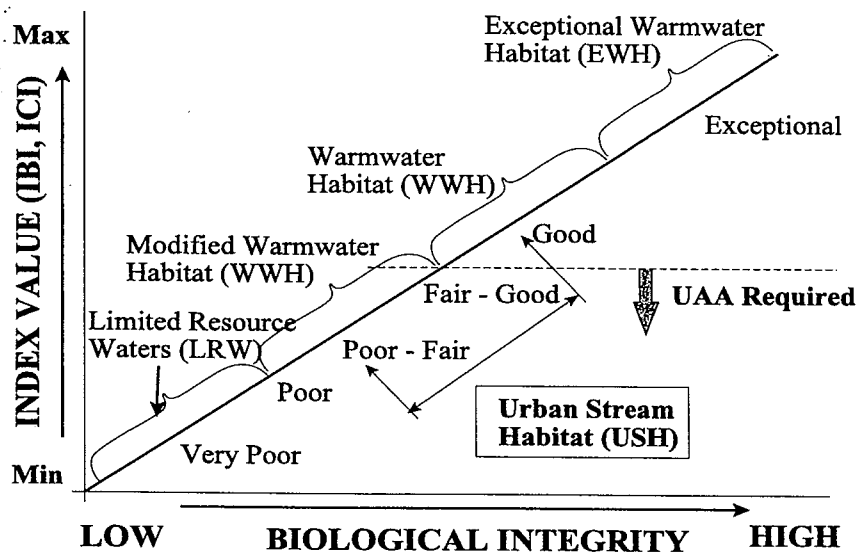 Exceptional Warmwater
Habitat (EWH)
Max
INDEX VALUE (IBI, ICI)
Exceptional
Warmwater
Habitat (WWH)
Good
Modified Warmwater
Habitat (WWH)
Fair - Good
UAA Required
Limited Resource
Waters (LRW)
Poor - Fair
Poor
Urban Stream
Habitat (USH)
Very Poor
Min
LOW
BIOLOGICAL INTEGRITY
HIGH